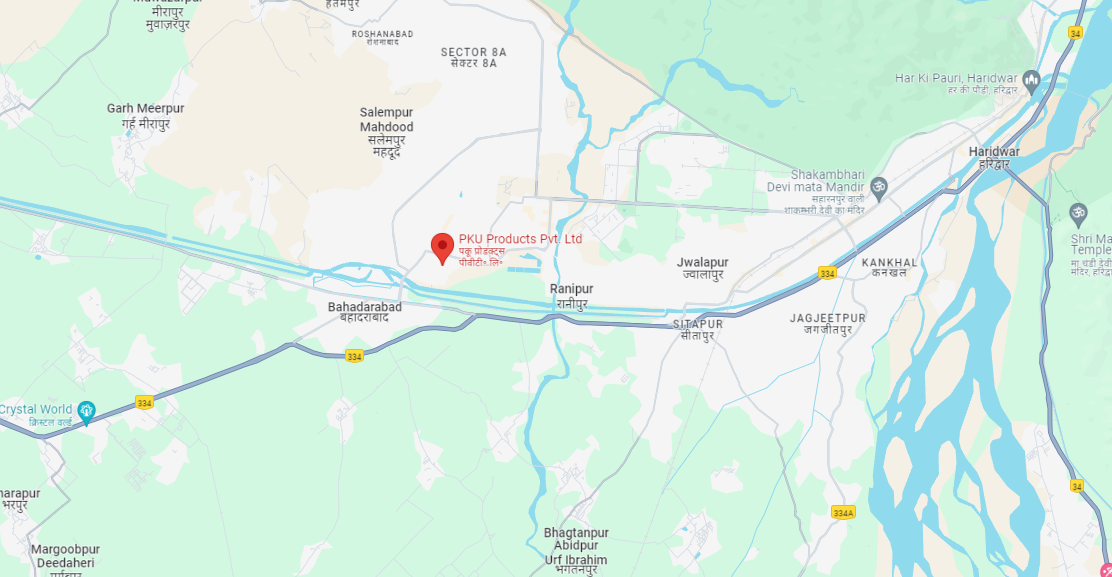 हेतमपुर
मीरापुर
मुवाज़रपुर
ROSHANABAD
रोशनाबाद
SECTOR 8A
सेक्टर 8A
34
Har Ki Pauri, Haridwar
हर की पौड़ी, हरिद्वार
Garh Meerpur
गर्ह मीरापुर
Salempur
Mahdood
सलेमपुर
महदूद
Haridwar
हरिद्वार
Shakambhari
Devi mata Mandir
सहारनपुर वाली
शाकम्भरी देवी का मंदिर
Shri Ma
Temple
मा चंडी देवी
मंदिर, हरिद्वा
PKU Products Pvt. Ltd
पकू प्रोडक्ट्स
पीवीटी॰ लि॰
Jwalapur
ज्वालापुर
KANKHAL
कनखल
334
Ranipur
रानीपुर
Bahadarabad
बहादराबाद
SITAPUR
सीतापुर
JAGJEETPUR
जगजीतपुर
334
334
Crystal World
क्रिस्टल वर्ल्ड
34
harapur
भरपुर
334A
Bhagtanpur
Abidpur
Urf Ibrahim
भगतनपुर
Margoobpur
Deedaheri